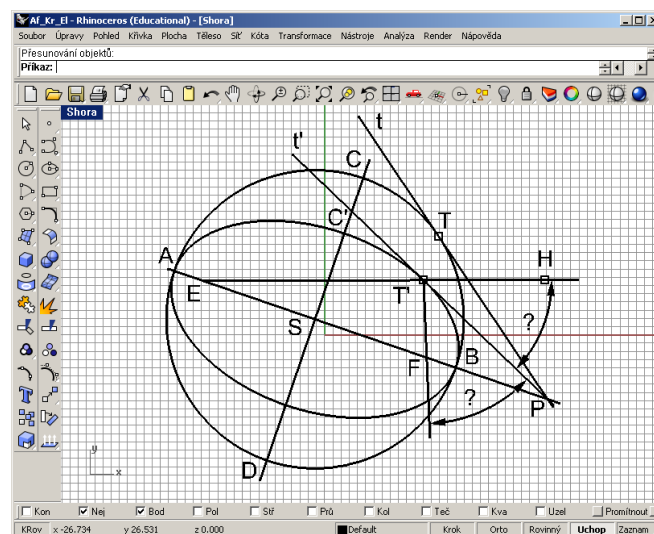 Af_Kr_El - Rhinoceros (Educational) - [Shora]
Soubor Úpravy Pohled Křivka Plocha Těleso Síť Kóta Transformace Nástroje Analýza Render Nápověda
Přesunování objektů:
Příkaz:
Shora
t
t'
C
C'
T
A
E
T'
H
S
?
F
B
?
P
D
y
x
Kon Nej Bod Pol Stř Prů Kol Teč Kva Uzel Promítnout
KRov x -26.734 y 26.531 z 0.000 Default Krok Orto Rovinný Uchop Zaznam